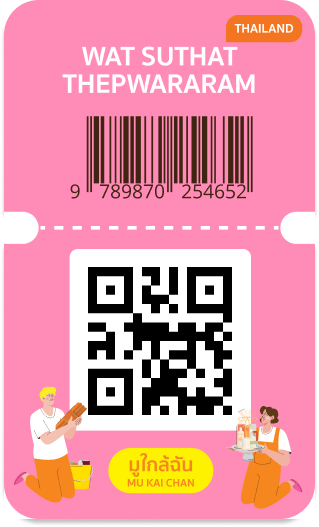 THAILAND
WAT SUTHAT
THEPWARARAM
9 789870 254652
มูใกล้ฉัน
MU KAI CHAN